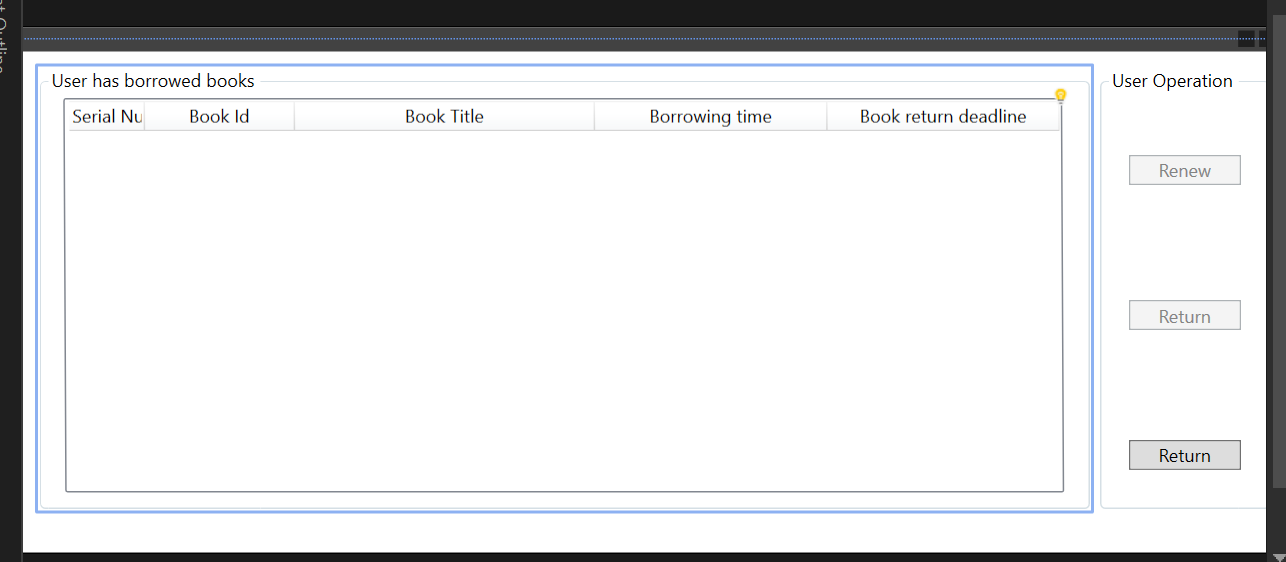 User has borrowed books
User Operation
Serial Nu
Book Id
Book Title
Borrowing time
Book return deadline
Renew
Return
Return